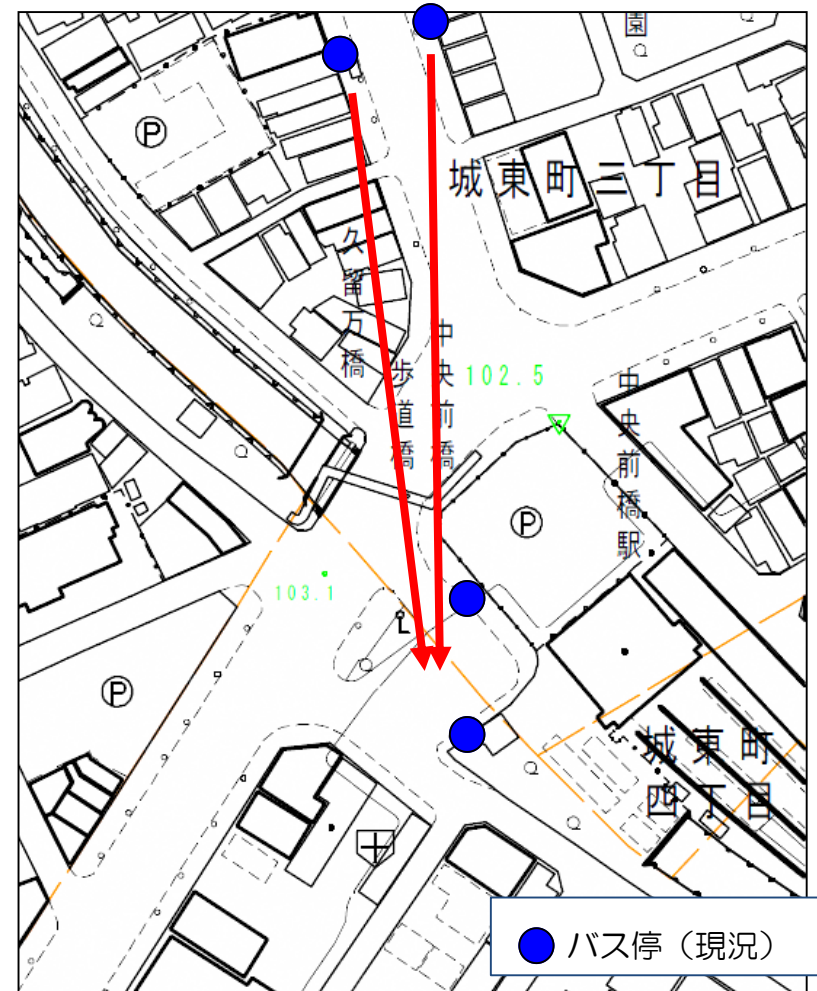 園
Ⓟ
城東町三丁目
久留万橋
中央前橋
歩道橋
102.5
中央前橋駅
Ⓟ
103.1
Ⓟ
城東町
四丁目
バス停（現況）